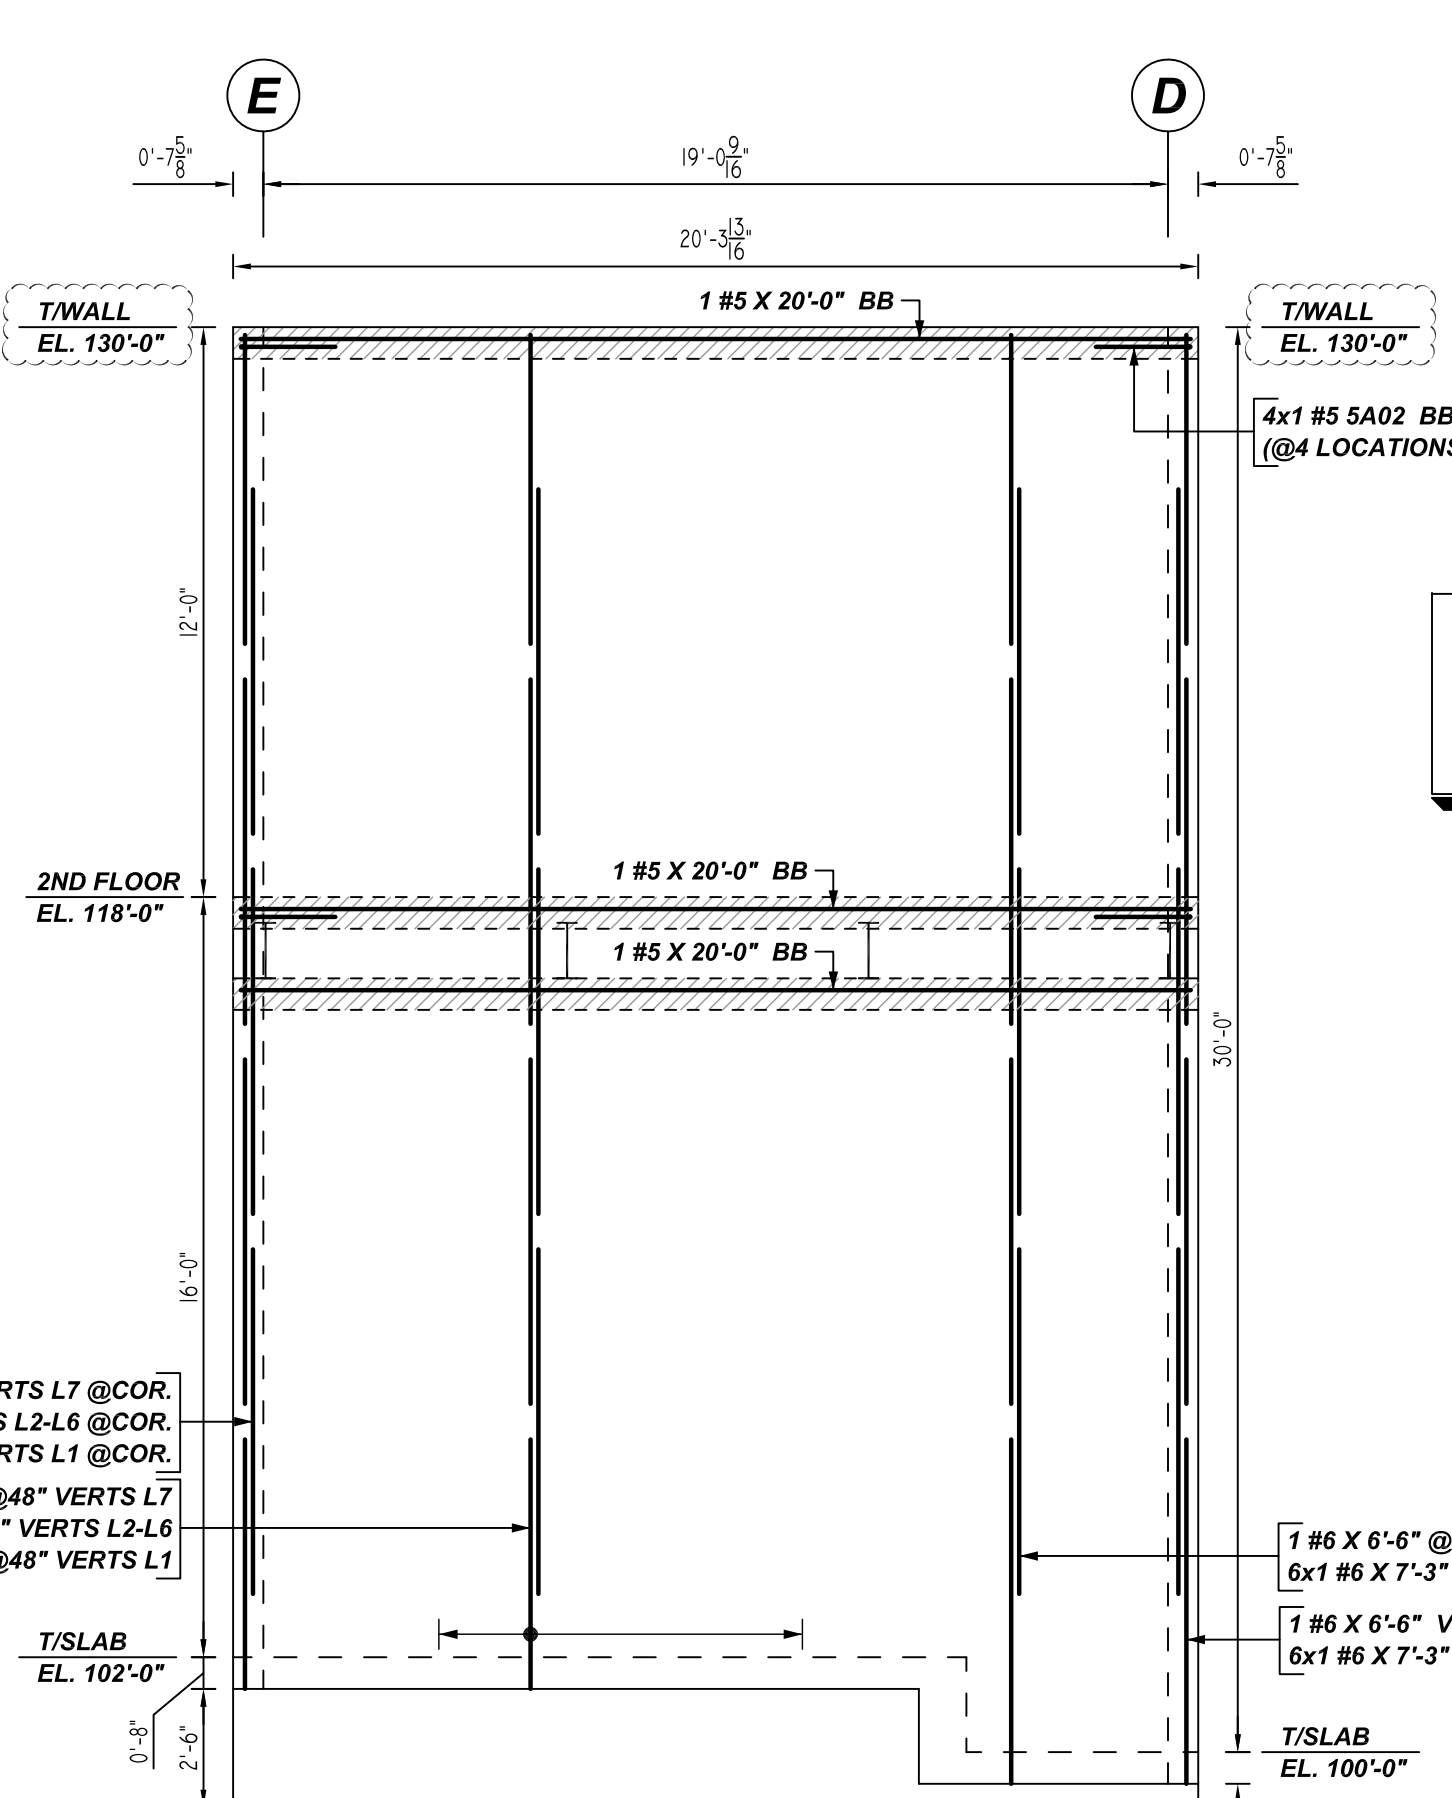 E D
0'-7 5/8" 19'-0 9/16" 0'-7 5/8"
20'-3 13/16"
1 #5 X 20'-0" BB
T/WALL
EL. 130'-0"
T/WALL
EL. 130'-0"
4x1 #5 5A02 BB
(@4 LOCATIONS
12'-0"
2ND FLOOR
EL. 118'-0"
1 #5 X 20'-0" BB
1 #5 X 20'-0" BB
30'-0"
16'-0"
RTS L7 @COR.
S L2-L6 @COR.
RTS L1 @COR.
@48" VERTS L7
" VERTS L2-L6
@48" VERTS L1
1 #6 X 6'-6" @
6x1 #6 X 7'-3"
1 #6 X 6'-6" V
6x1 #6 X 7'-3"
T/SLAB
EL. 102'-0"
0'-8"
2'-6"
T/SLAB
EL. 100'-0"